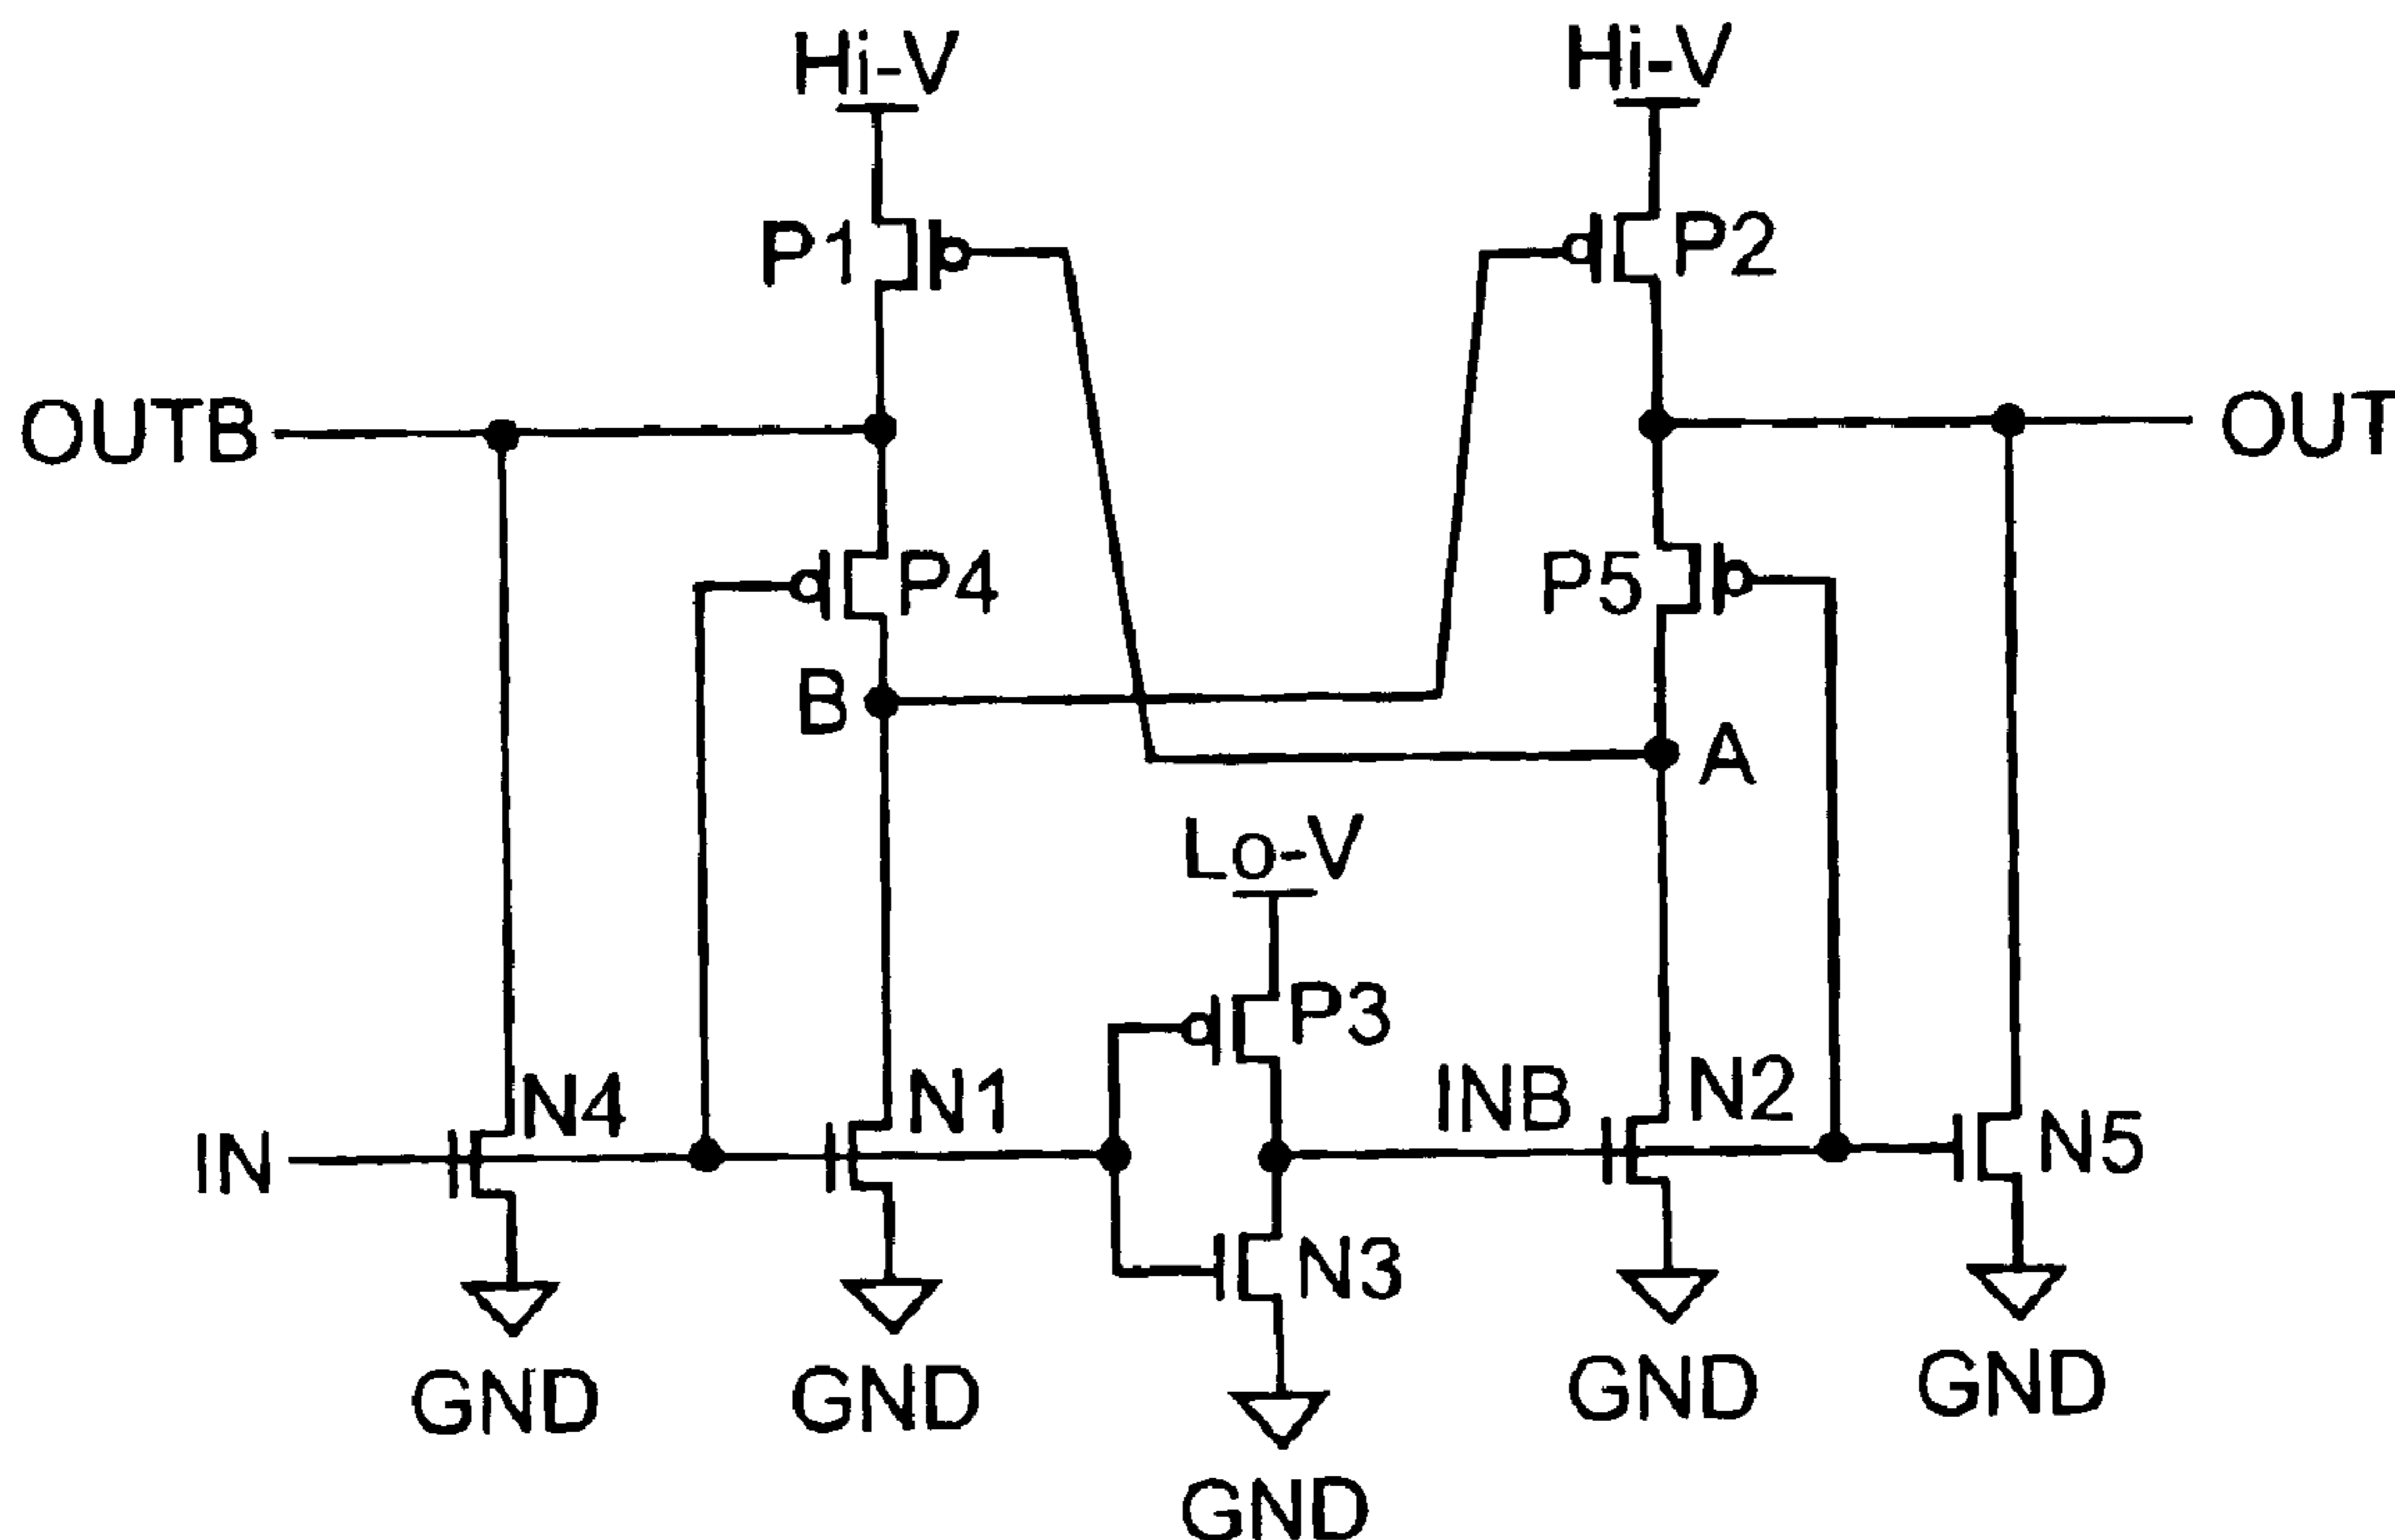 Hi-V
Hi-V
P1
P2
OUTB
OUT
P4
P5
B
A
Lo-V
P3
N4
N1
INB
N2
IN
N5
N3
GND
GND
GND
GND
GND